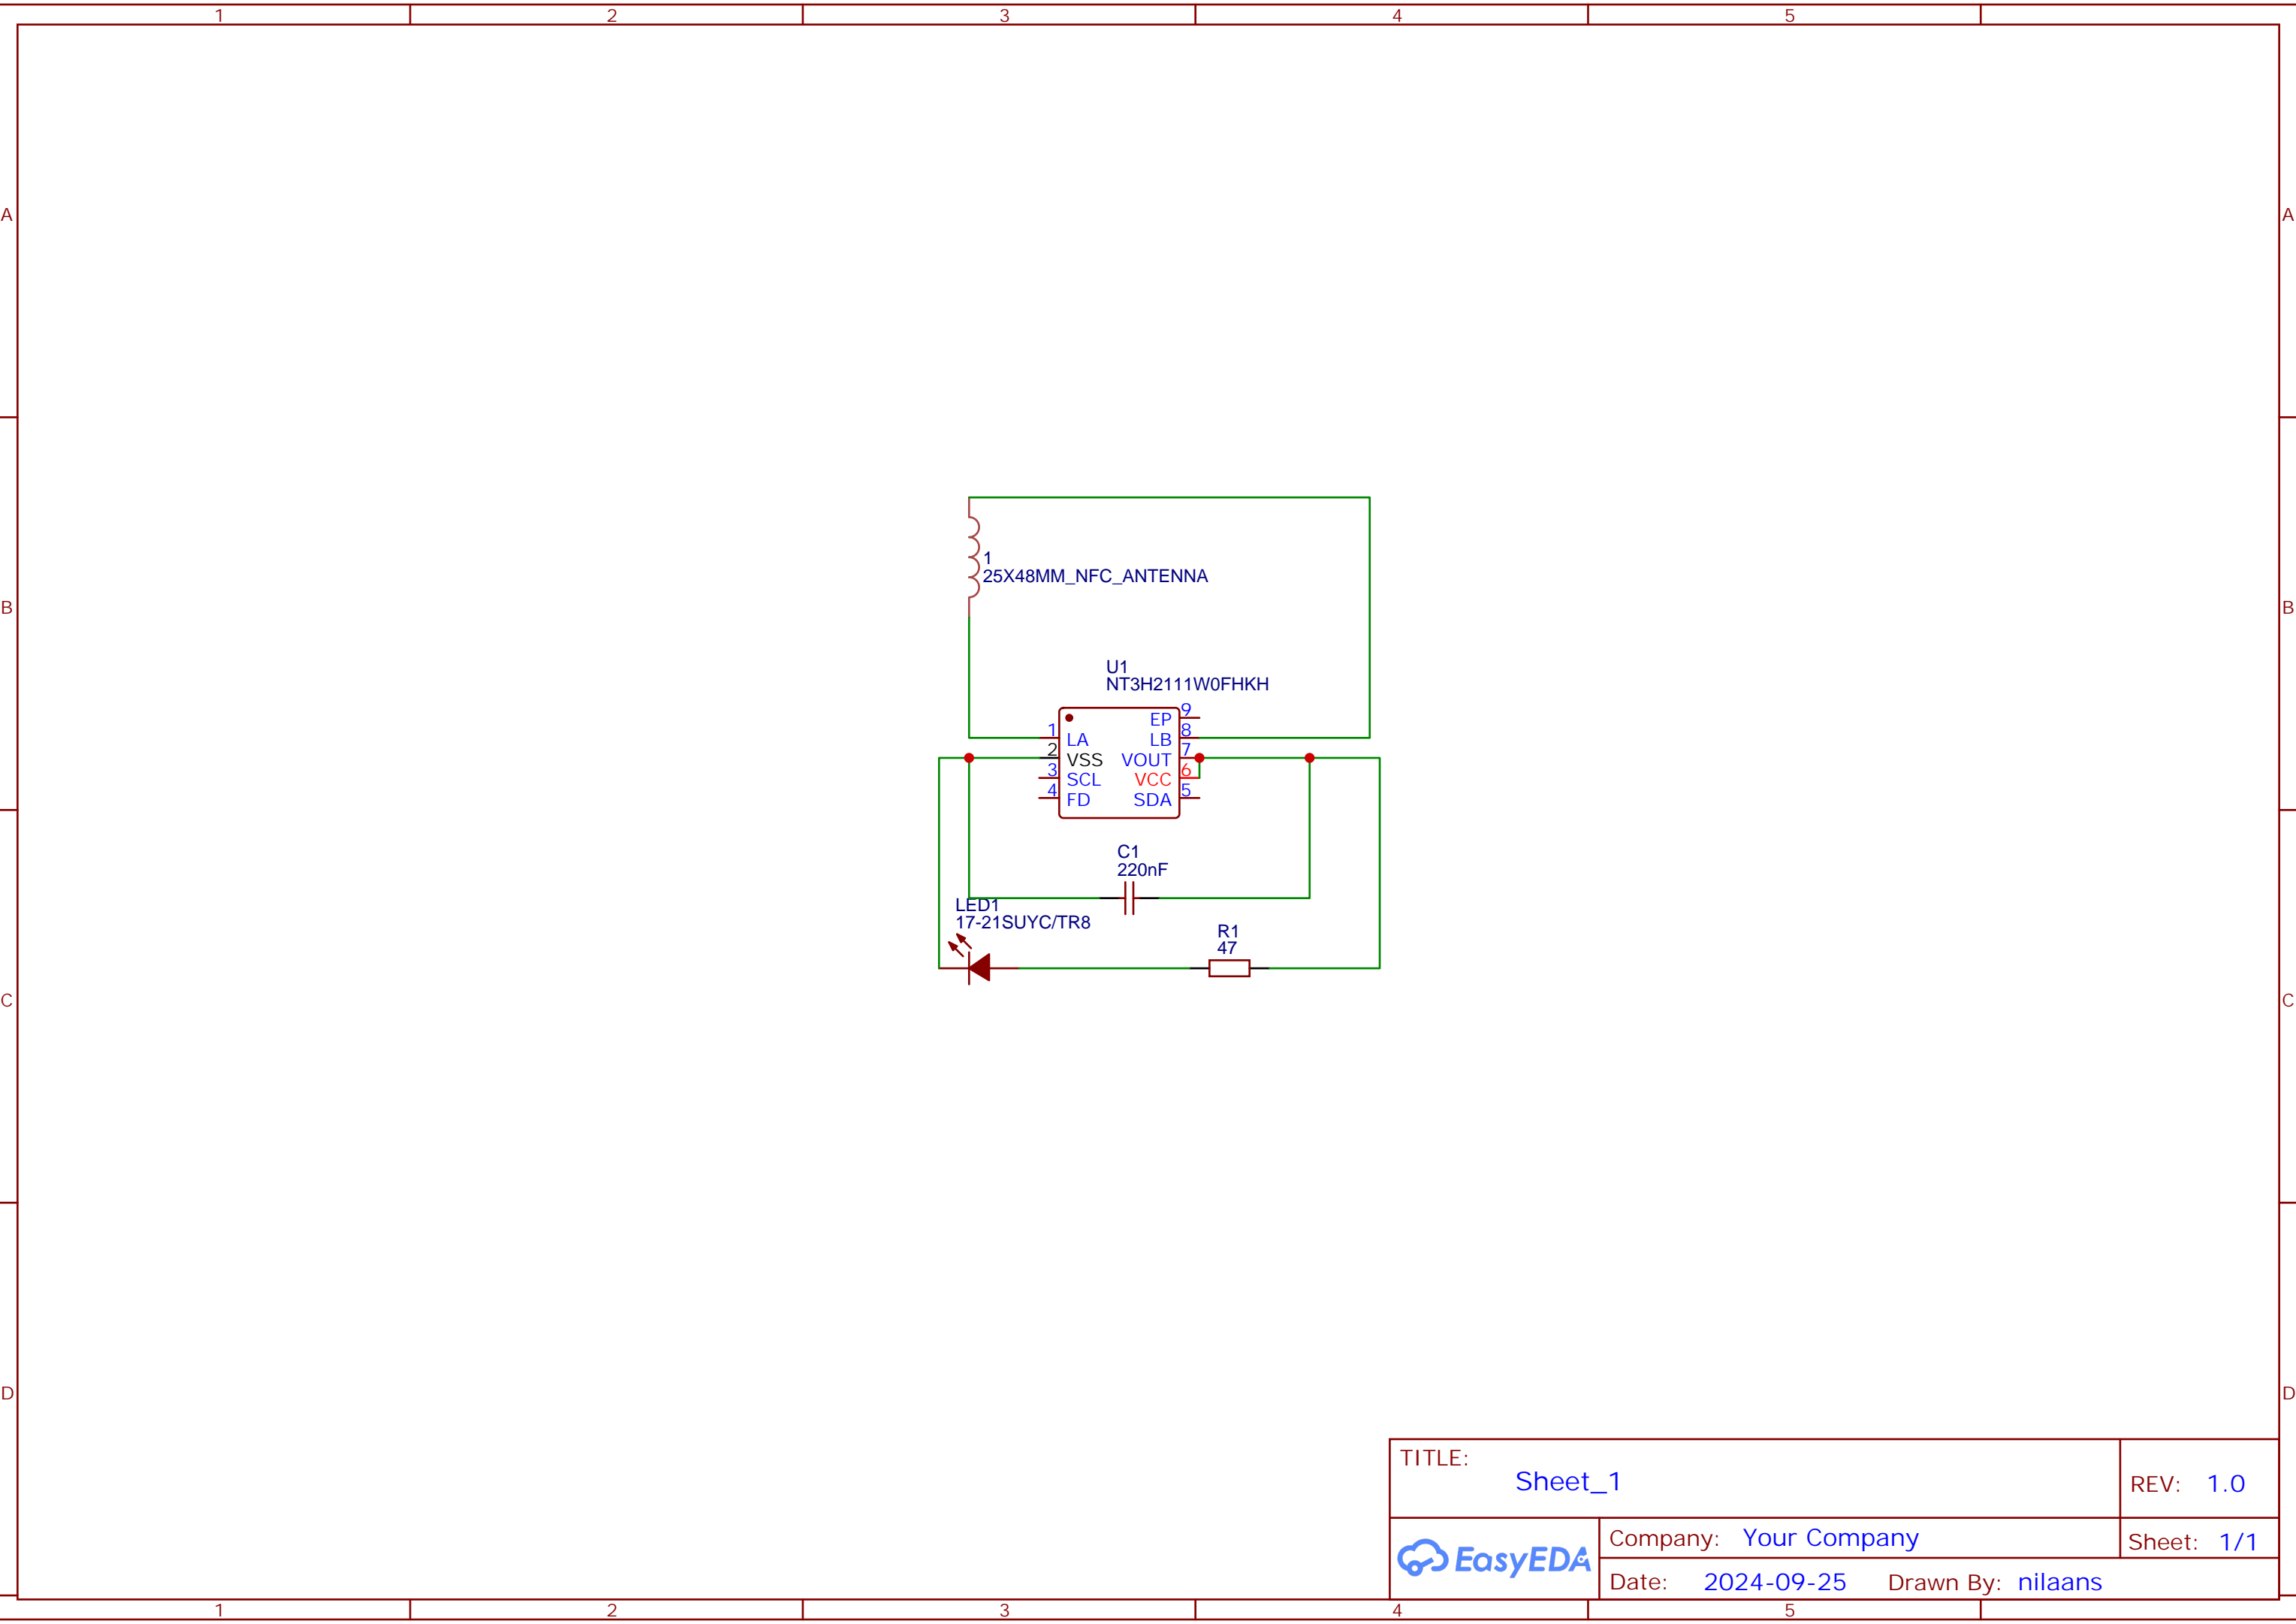 1 2 3 4 5
A A
1
25X48MM_NFC_ANTENNA
B B
U1
NT3H2111W0FHKH
EP 9
1 LA LB 8
2 VSS VOUT 7
3 SCL VCC 6
4 FD SDA 5
C1
220nF
LED1
17-21SUYC/TR8
R1
47
C C
D D
TITLE:
Sheet_1
REV: 1.0
EasyEDA
Company: Your Company
Sheet: 1/1
Date: 2024-09-25 Drawn By: nilaans
1 2 3 4 5